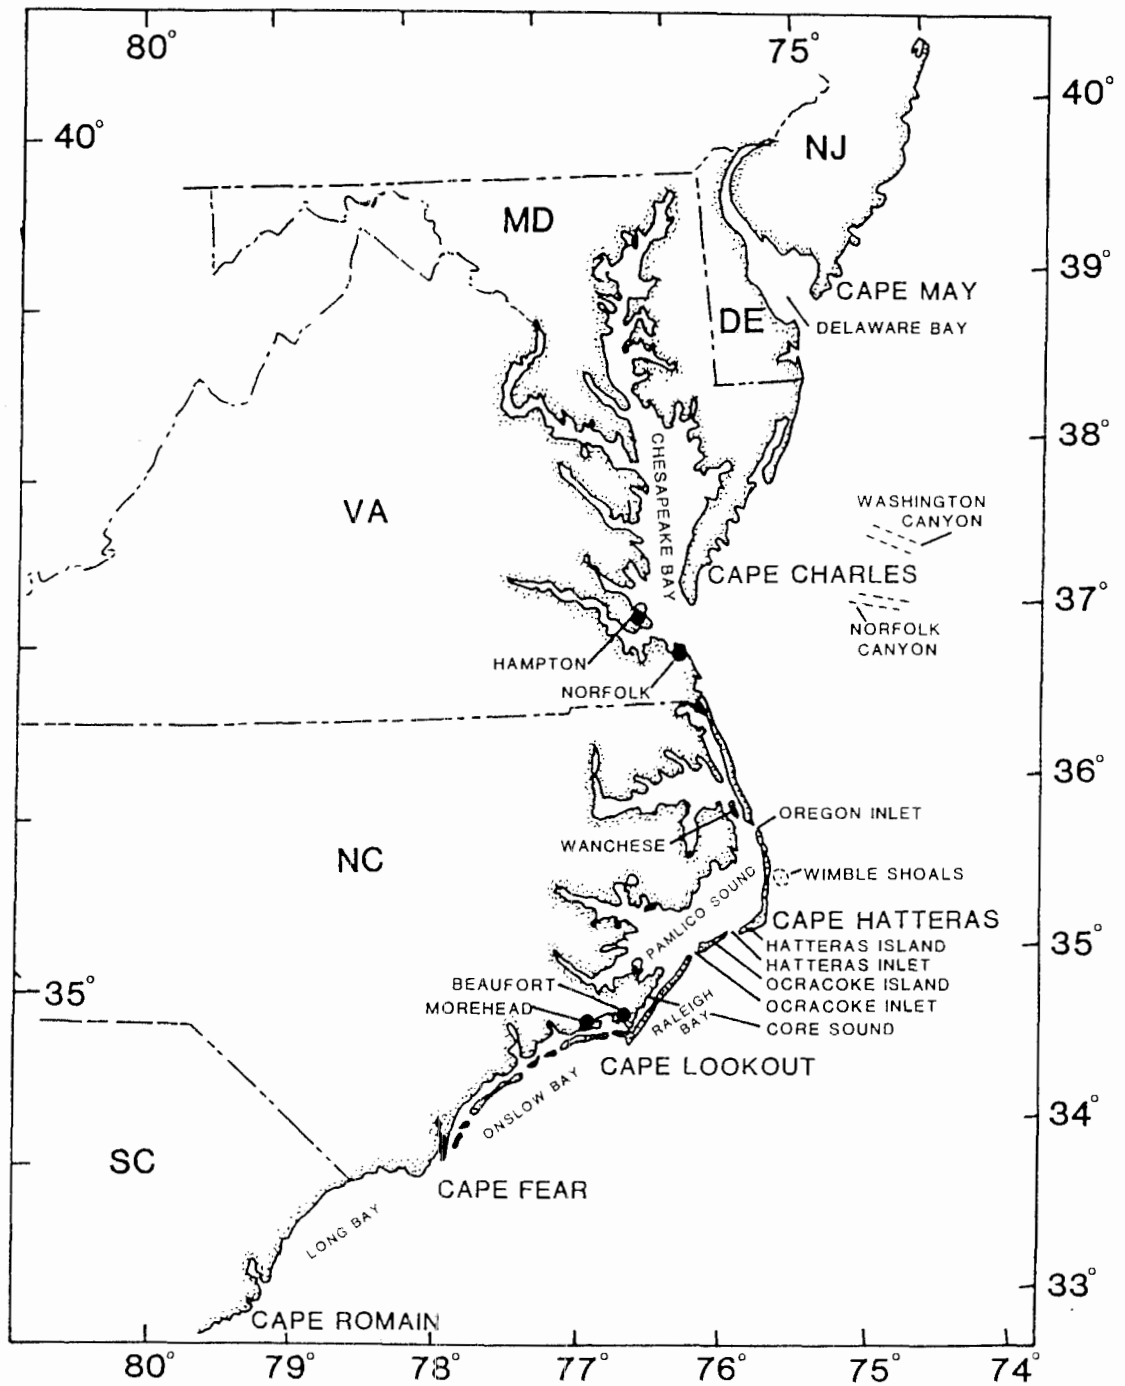 80°
75°
40°
40°
NJ
MD
39°
CAPE MAY
DE
DELAWARE BAY
38°
CHESAPEAKE BAY
VA
WASHINGTON
CANYON
CAPE CHARLES
37°
NORFOLK
CANYON
HAMPTON
NORFOLK
36°
OREGON INLET
WANCHESE
NC
WIMBLE SHOALS
PAMLICO SOUND
CAPE HATTERAS
35°
HATTERAS ISLAND
HATTERAS INLET
BEAUFORT
OCRACOKE ISLAND
35°
MOREHEAD
OCRACOKE INLET
RALEIGH
BAY
CORE SOUND
CAPE LOOKOUT
ONSLOW BAY
34°
SC
CAPE FEAR
LONG BAY
33°
CAPE ROMAIN
80°
79°
78°
77°
76°
75°
74°